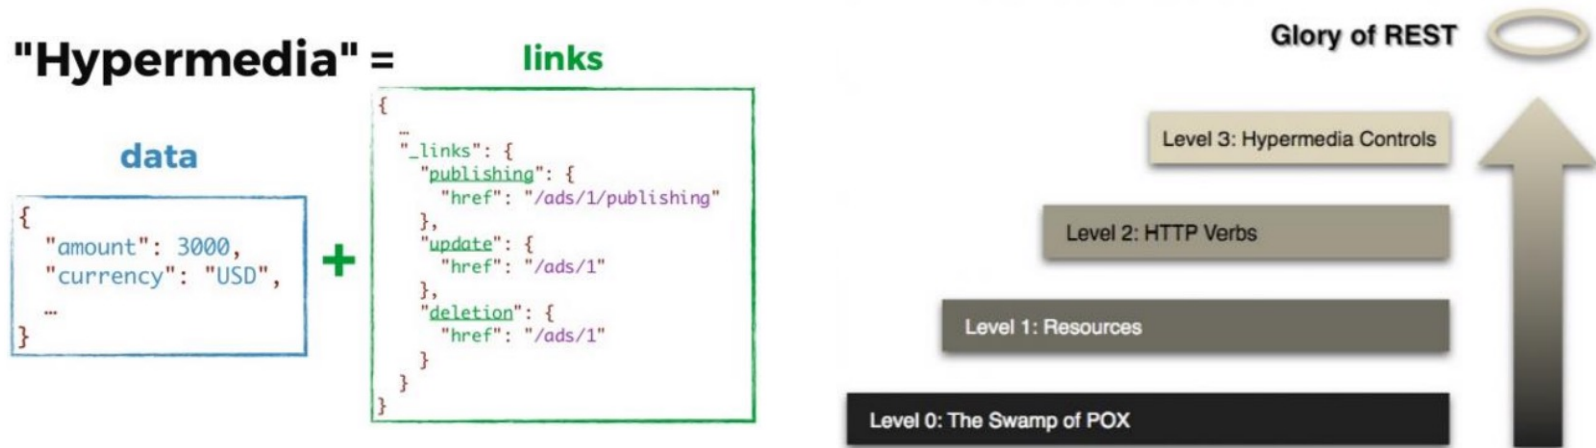 "Hypermedia" =
data
{
"amount": 3000,
"currency": "USD",
…
}
+
links
{
…
"_links": {
"publishing": {
"href": "/ads/1/publishing"
},
"update": {
"href": "/ads/1"
},
"deletion": {
"href": "/ads/1"
}
}
}
Glory of REST
Level 3: Hypermedia Controls
Level 2: HTTP Verbs
Level 1: Resources
Level 0: The Swamp of POX